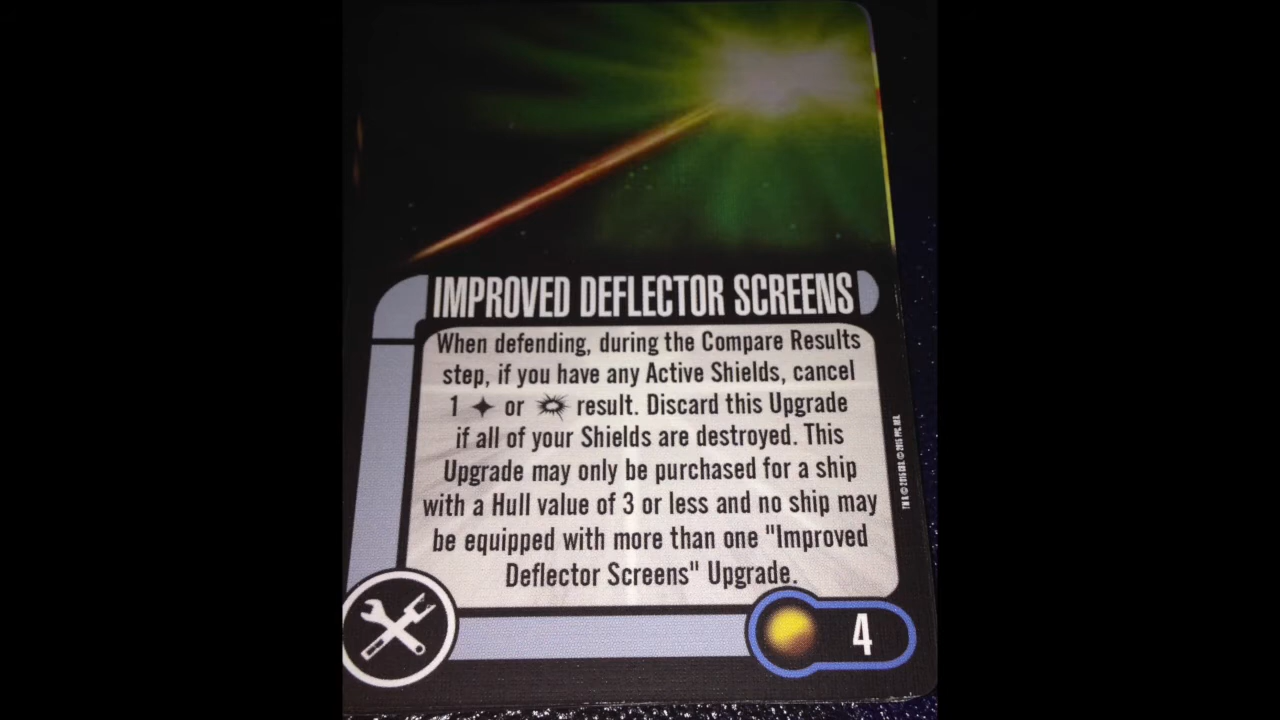 IMPROVED DEFLECTOR SCREENS
When defending, during the Compare Results
step, if you have any Active Shields, cancel
1 or result. Discard this Upgrade
if all of your Shields are destroyed. This
Upgrade may only be purchased for a ship
with a Hull value of 3 or less and no ship may
be equipped with more than one "Improved
Deflector Screens" Upgrade.
4